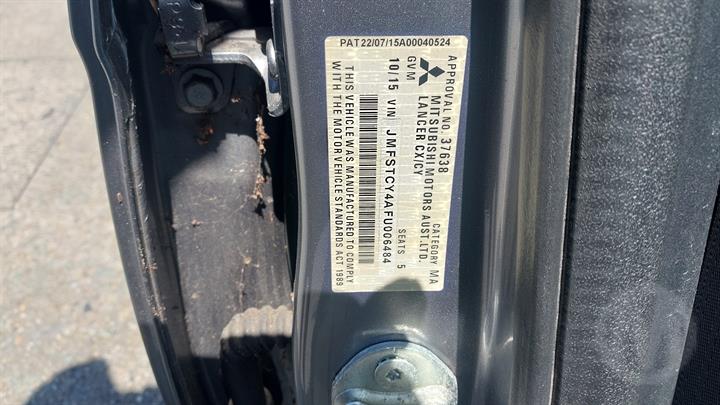 APPROVAL NO. 37638 CATEGORY MA
MITSUBISHI MOTORS AUST.LTD.
LANCER CX/CY
GVM SEATS 5
10/15 VIN JMFSTCY4AFU006484
THIS VEHICLE WAS MANUFACTURED TO COMPLY
WITH THE MOTOR VEHICLE STANDARDS ACT 1989
PAT22/07/15A00040524